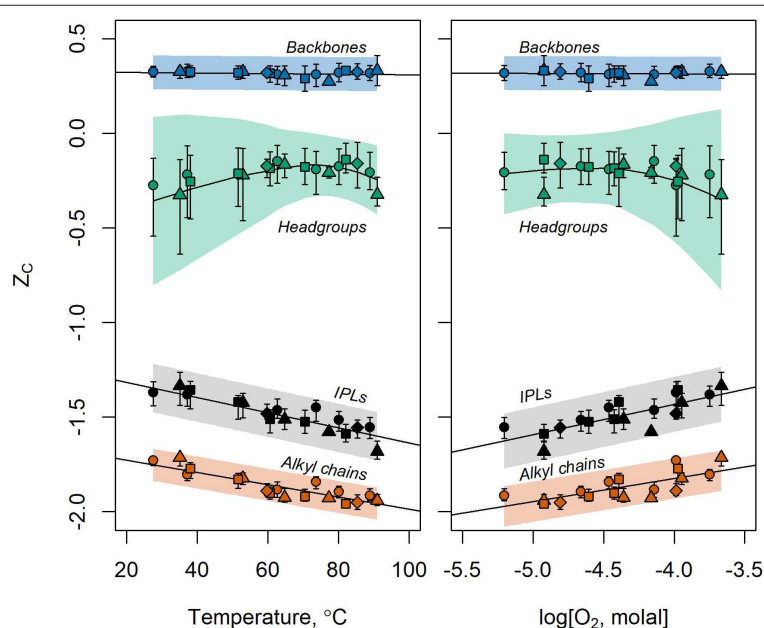 0.5
0.0
-0.5
-1.0
-1.5
-2.0
Z_C
Backbones
Headgroups
IPLs
Alkyl chains
20 40 60 80 100
Temperature, °C
Backbones
Headgroups
IPLs
Alkyl chains
-5.5 -5.0 -4.5 -4.0 -3.5
log[O₂, molal]